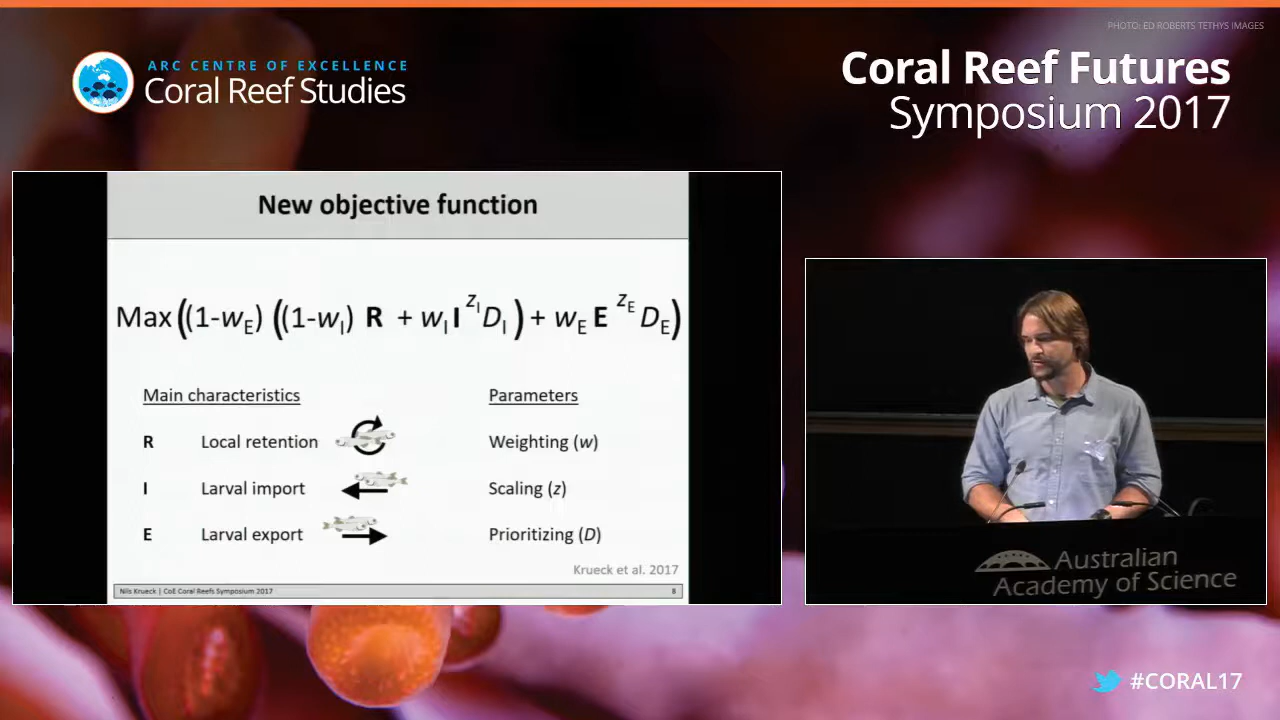 PHOTO: ED ROBERTS TETHYS IMAGES
ARC CENTRE OF EXCELLENCE
Coral Reef Studies
Coral Reef Futures
Symposium 2017
New objective function
Max((1-wE) ((1-wI) R + wI I^zI DI) + wE E^zE DE)
Main characteristics
Parameters
R Local retention
Weighting (w)
I Larval import
Scaling (z)
E Larval export
Prioritizing (D)
Krueck et al. 2017
Nils Krueck | CoE Coral Reefs Symposium 2017
8
Australian
Academy of Science
#CORAL17